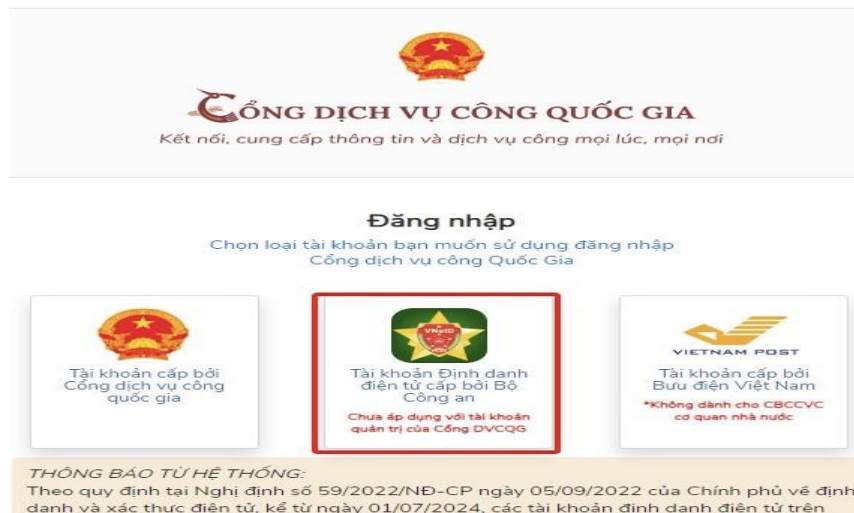 CỔNG DỊCH VỤ CÔNG QUỐC GIA
Kết nối, cung cấp thông tin và dịch vụ công mọi lúc, mọi nơi
Đăng nhập
Chọn loại tài khoản bạn muốn sử dụng đăng nhập
Cổng dịch vụ công Quốc Gia
Tài khoản cấp bởi
Cổng dịch vụ công
quốc gia
VNeID
Tài khoản Định danh
điện tử cấp bởi Bộ
Công an
Chưa áp dụng với tài khoản
quản trị của Cổng DVCQG
VIETNAM POST
Tài khoản cấp bởi
Bưu điện Việt Nam
*Không dành cho CBCCVC
cơ quan nhà nước
THÔNG BÁO TỪ HỆ THỐNG:
Theo quy định tại Nghị định số 59/2022/NĐ-CP ngày 05/09/2022 của Chính phủ về định
danh và xác thực điện tử, kể từ ngày 01/07/2024, các tài khoản định danh điện tử trên